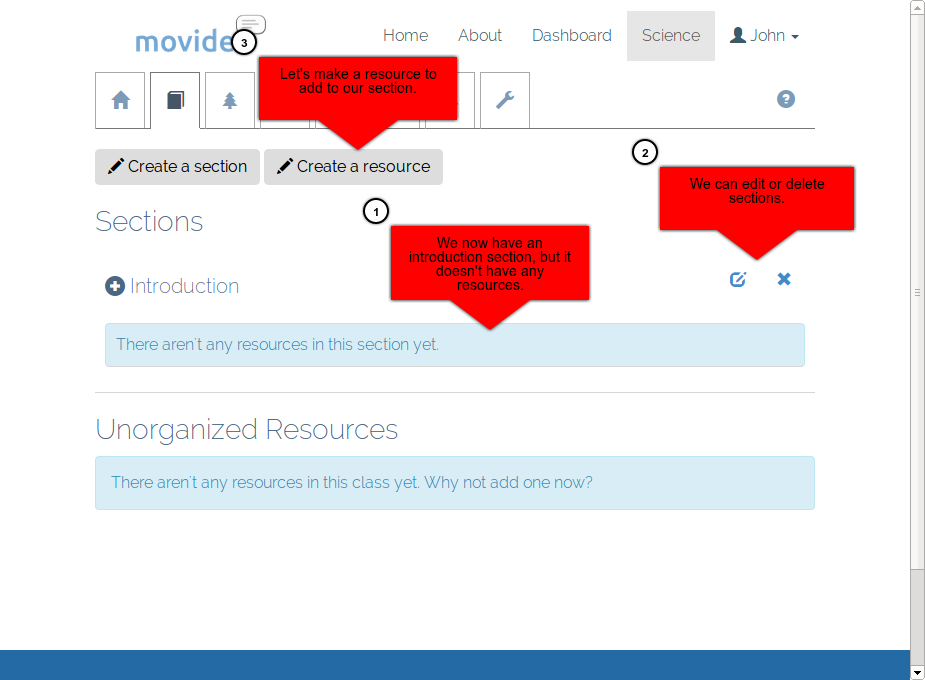 movide
3
Home
About
Dashboard
Science
John
Let's make a resource to
add to our section.
?
Create a section
Create a resource
2
We can edit or delete
sections.
Sections
1
We now have an
introduction section, but it
doesn't have any
resources.
Introduction
There aren't any resources in this section yet.
Unorganized Resources
There aren't any resources in this class yet. Why not add one now?